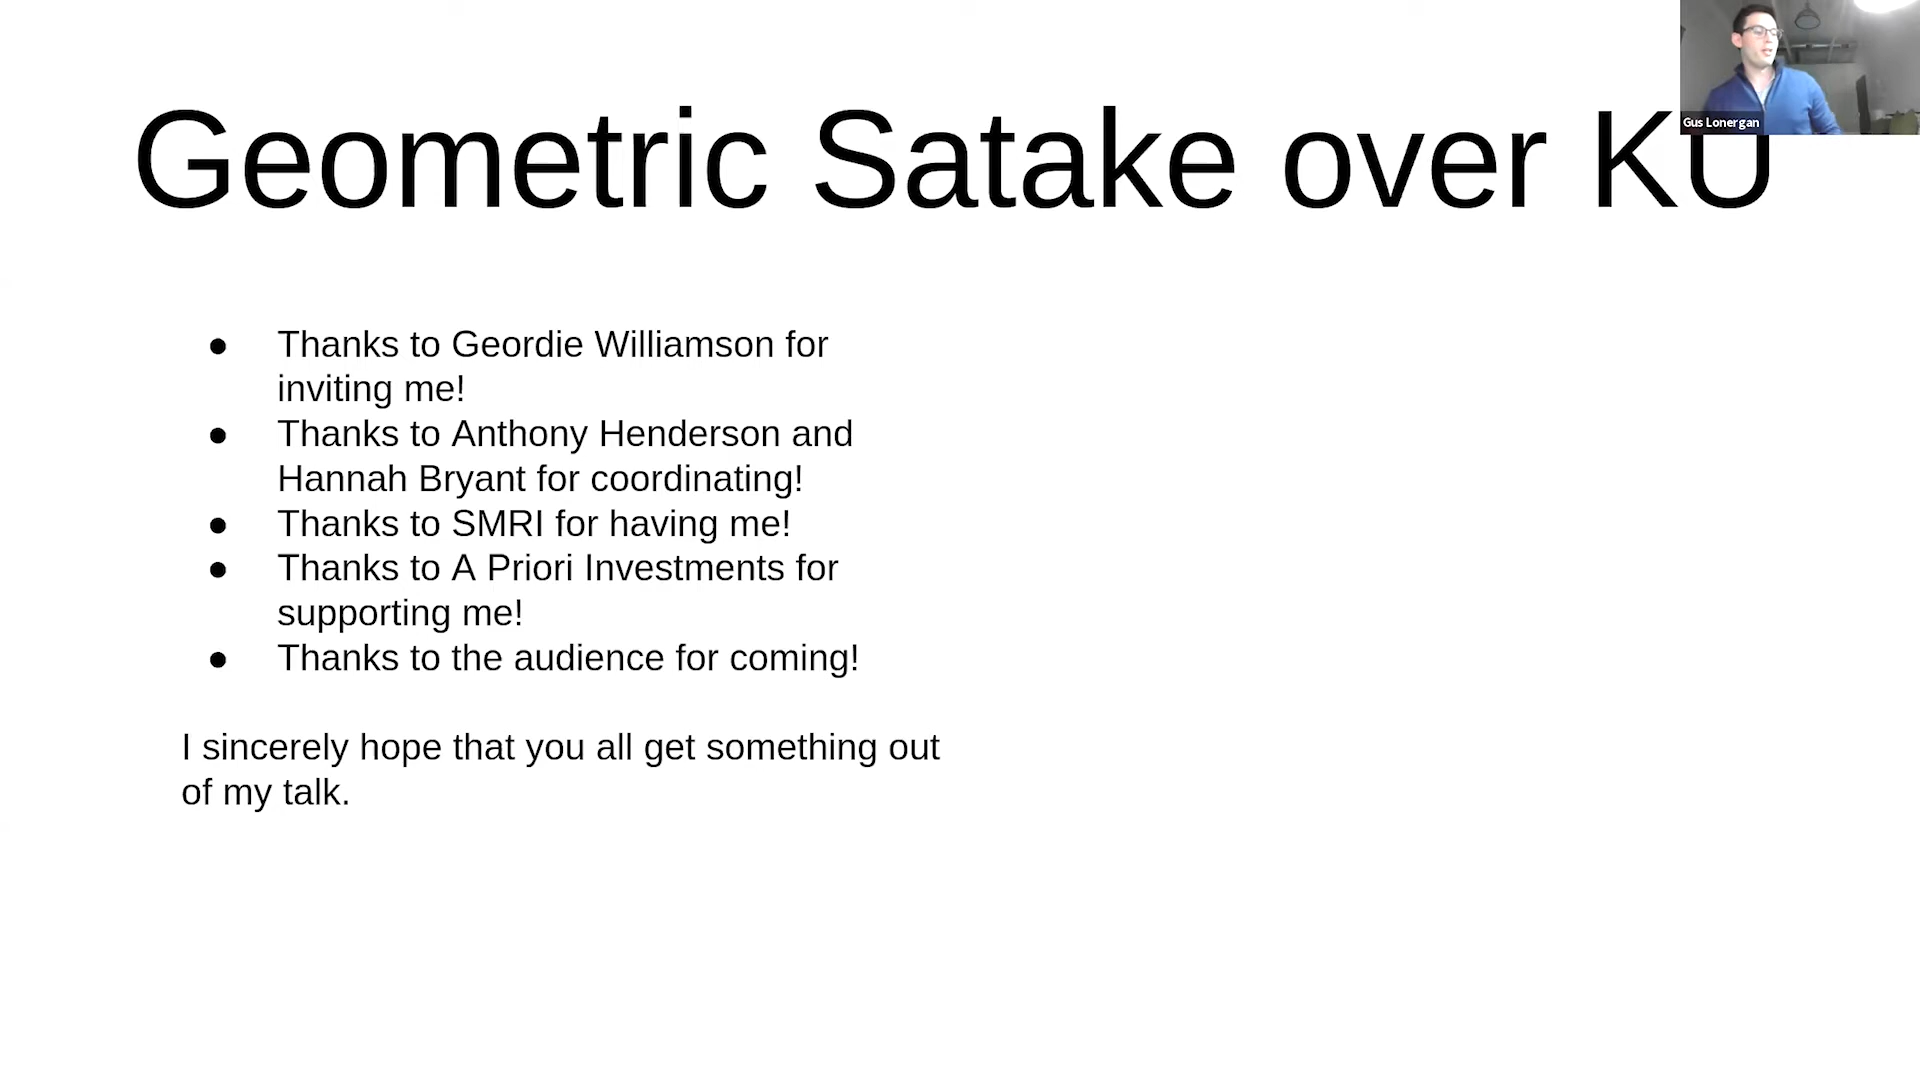 Gus Lonergan
Geometric Satake over KU
● Thanks to Geordie Williamson for
inviting me!
● Thanks to Anthony Henderson and
Hannah Bryant for coordinating!
● Thanks to SMRI for having me!
● Thanks to A Priori Investments for
supporting me!
● Thanks to the audience for coming!
I sincerely hope that you all get something out
of my talk.